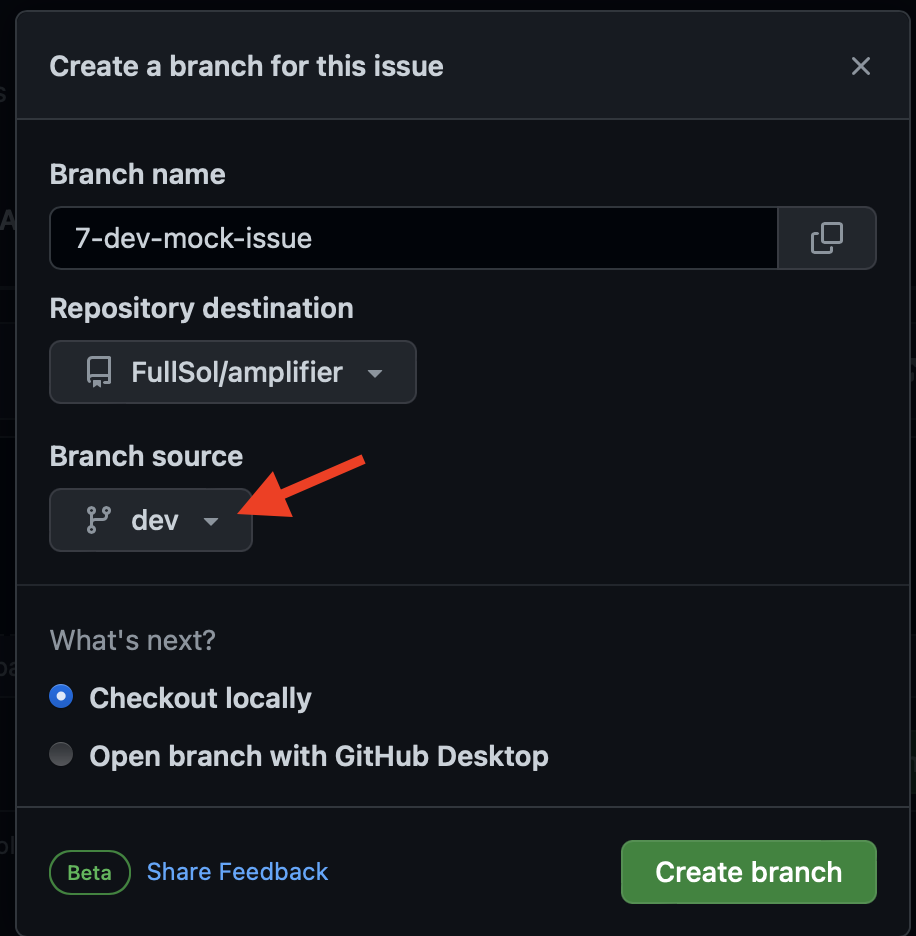 Create a branch for this issue
Branch name
7-dev-mock-issue
Repository destination
FullSol/amplifier
Branch source
dev
What's next?
Checkout locally
Open branch with GitHub Desktop
Beta Share Feedback
Create branch